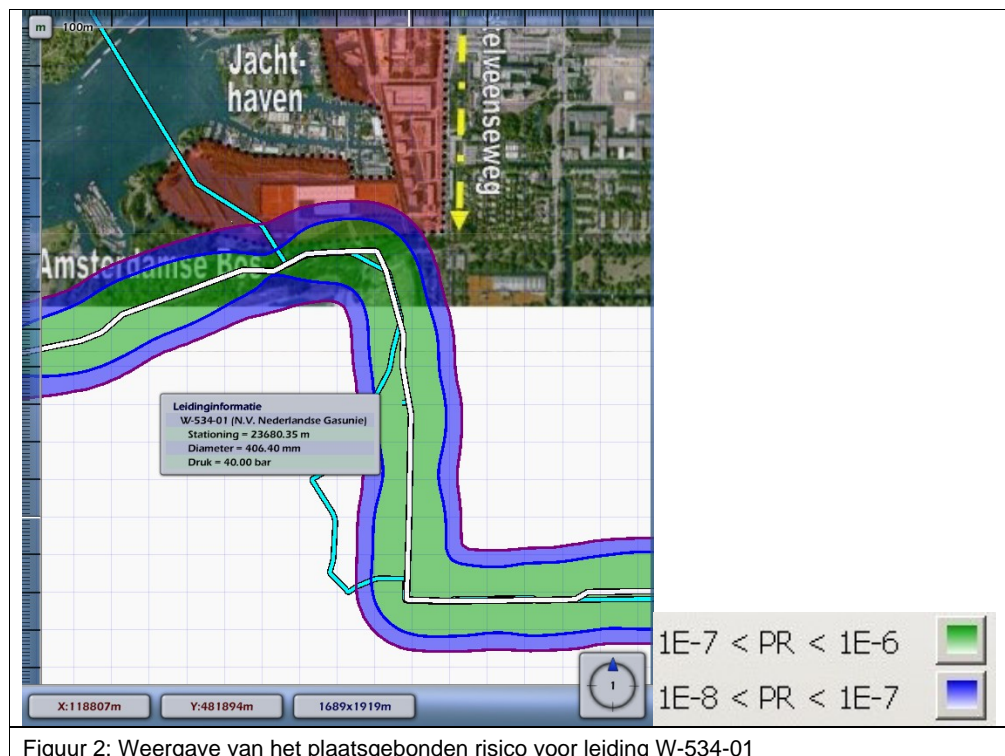 m
100m
Jacht-
haven
elveenseweg
Amsterdamse Bos
Leidinginformatie
W-534-01 (N.V. Nederlandse Gasunie)
Stationing = 23680.35 m
Diameter = 406.40 mm
Druk = 40.00 bar
1
X:118807m
Y:481894m
1689x1919m
1E-7 < PR < 1E-6
1E-8 < PR < 1E-7
Figuur 2: Weergave van het plaatsgebonden risico voor leiding W-534-01